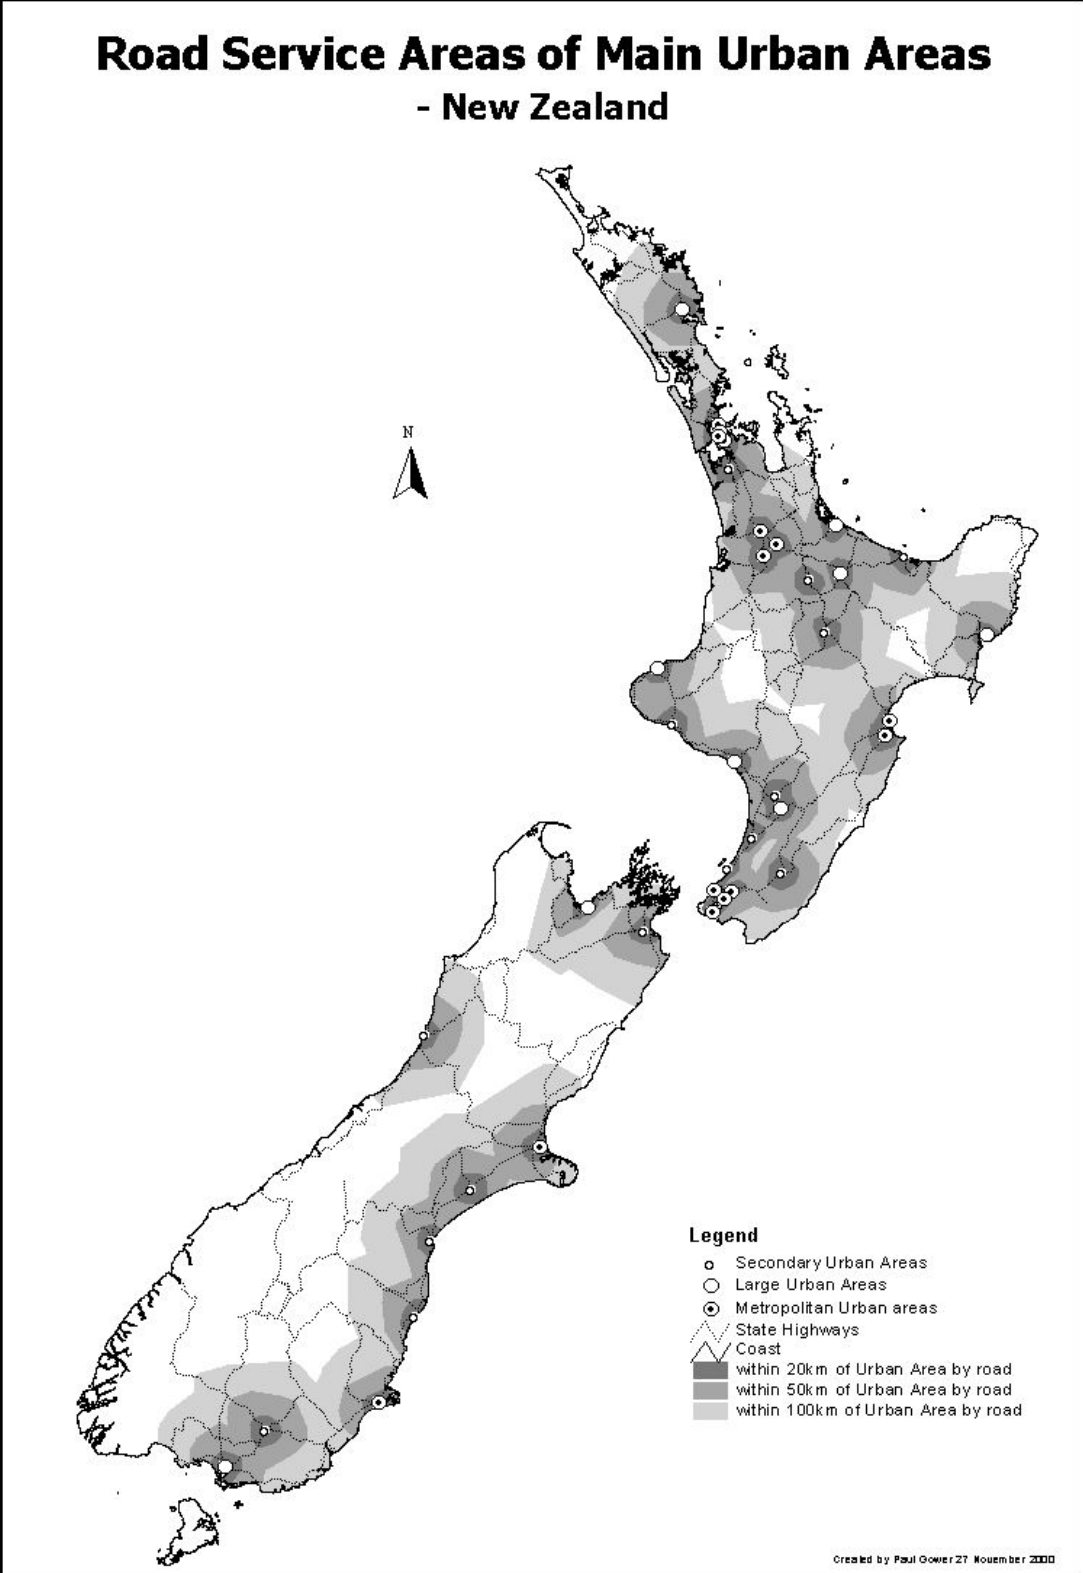 Road Service Areas of Main Urban Areas
- New Zealand
N
Legend
Secondary Urban Areas
Large Urban Areas
Metropolitan Urban areas
State Highways
Coast
within 20km of Urban Area by road
within 50km of Urban Area by road
within 100km of Urban Area by road
Created by Paul Gower 27 November 2000